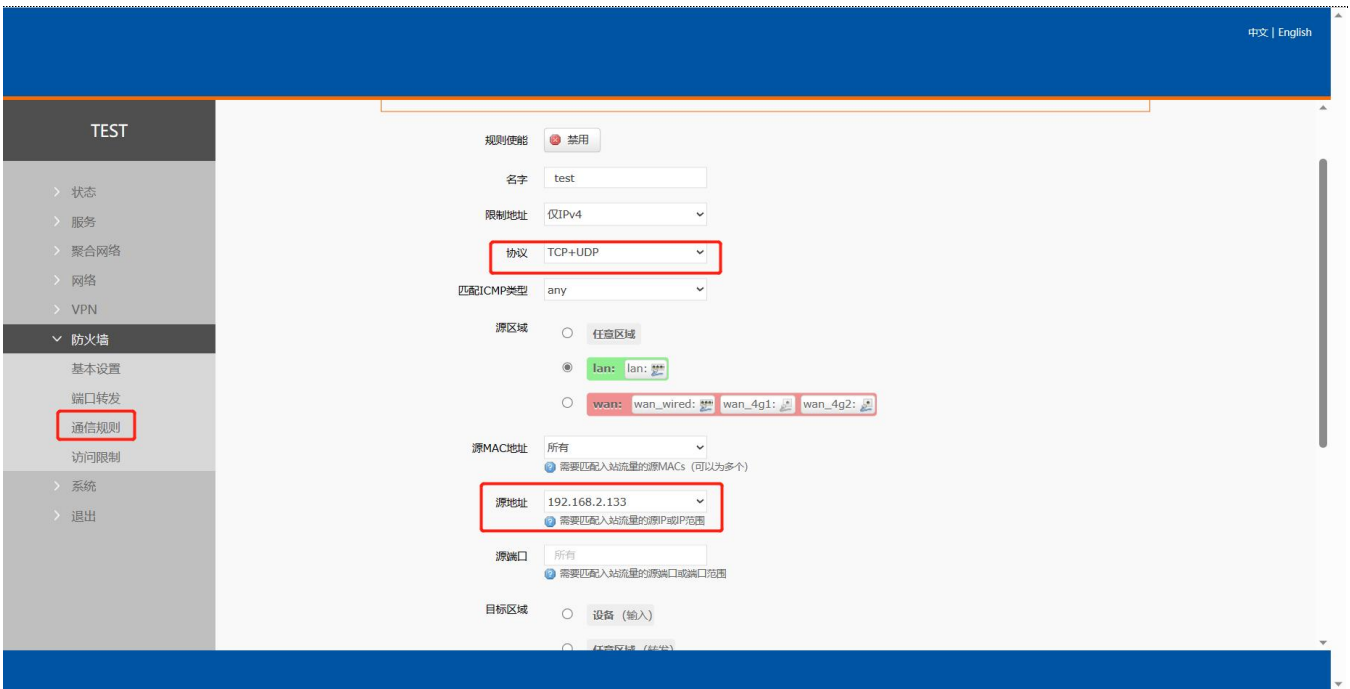 中文 | English
TEST
状态
服务
聚合网络
网络
VPN
防火墙
基本设置
端口转发
通信规则
访问限制
系统
退出
规则使能 禁用
名字 test
限制地址 仅IPv4
协议 TCP+UDP
匹配ICMP类型 any
源区域 任意区域
lan: lan:
wan: wan_wired: wan_4g1: wan_4g2:
源MAC地址 所有
需要匹配入站流量的源MACs（可以为多个）
源地址 192.168.2.133
需要匹配入站流量的源IP或IP范围
源端口 所有
需要匹配入站流量的源端口或端口范围
目标区域 设备（输入）
任意区域（转发）